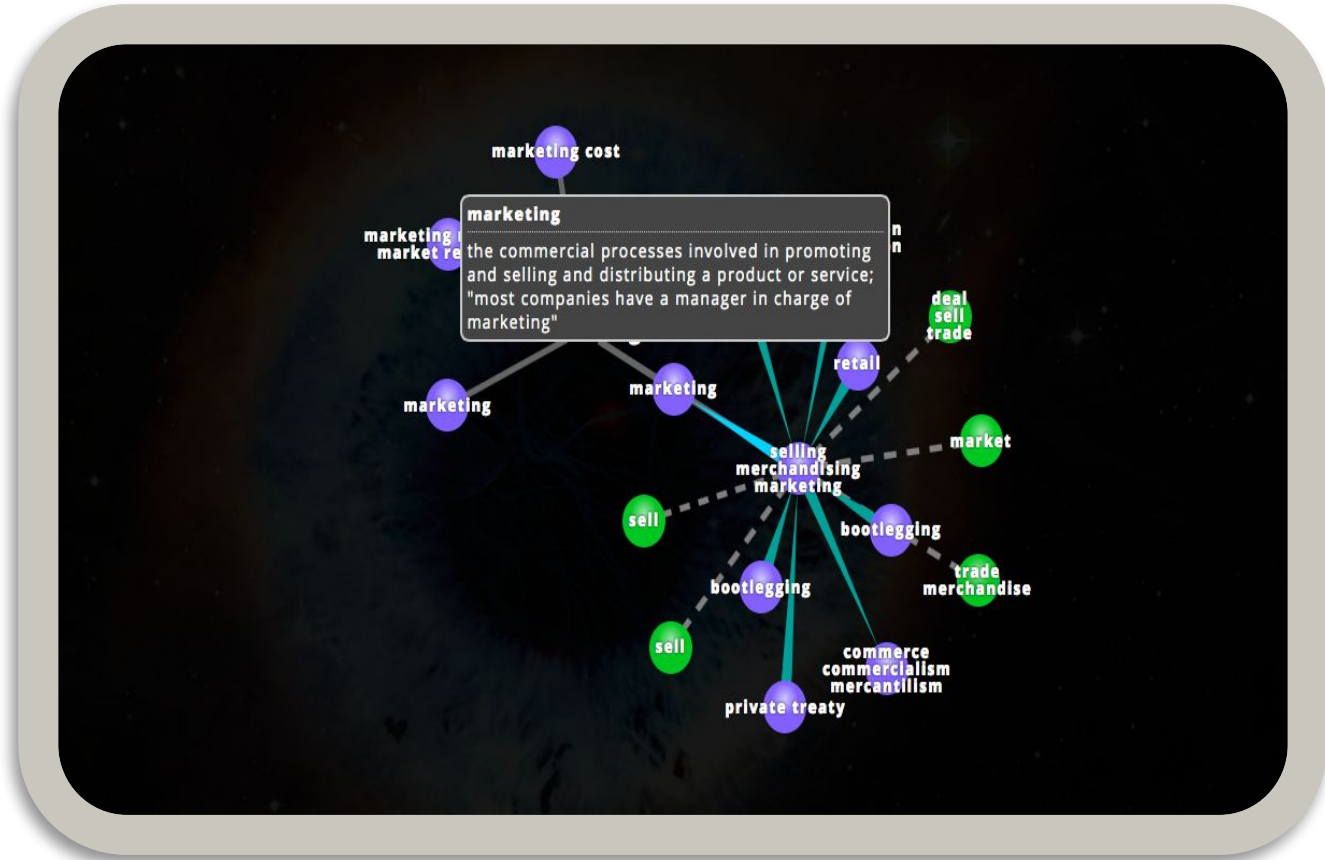 marketing cost
marketing
the commercial processes involved in promoting
and selling and distributing a product or service;
"most companies have a manager in charge of
marketing"
marketing
market
deal
sell
trade
retail
marketing
marketing
market
selling
merchandising
marketing
sell
bootlegging
trade
merchandise
bootlegging
sell
commerce
commercialism
mercantilism
private treaty